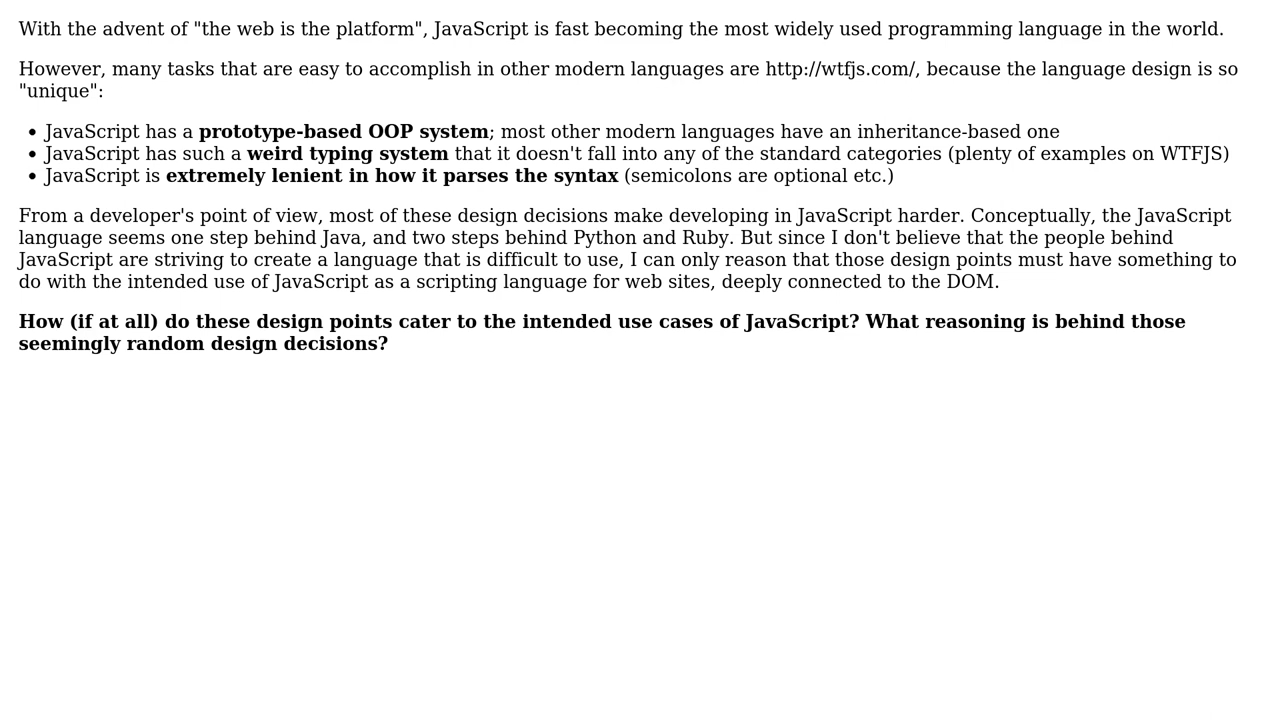 With the advent of "the web is the platform", JavaScript is fast becoming the most widely used programming language in the world.
However, many tasks that are easy to accomplish in other modern languages are http://wtfjs.com/, because the language design is so
"unique":
• JavaScript has a prototype-based OOP system; most other modern languages have an inheritance-based one
• JavaScript has such a weird typing system that it doesn't fall into any of the standard categories (plenty of examples on WTFJS)
• JavaScript is extremely lenient in how it parses the syntax (semicolons are optional etc.)
From a developer's point of view, most of these design decisions make developing in JavaScript harder. Conceptually, the JavaScript
language seems one step behind Java, and two steps behind Python and Ruby. But since I don't believe that the people behind
JavaScript are striving to create a language that is difficult to use, I can only reason that those design points must have something to
do with the intended use of JavaScript as a scripting language for web sites, deeply connected to the DOM.
How (if at all) do these design points cater to the intended use cases of JavaScript? What reasoning is behind those
seemingly random design decisions?